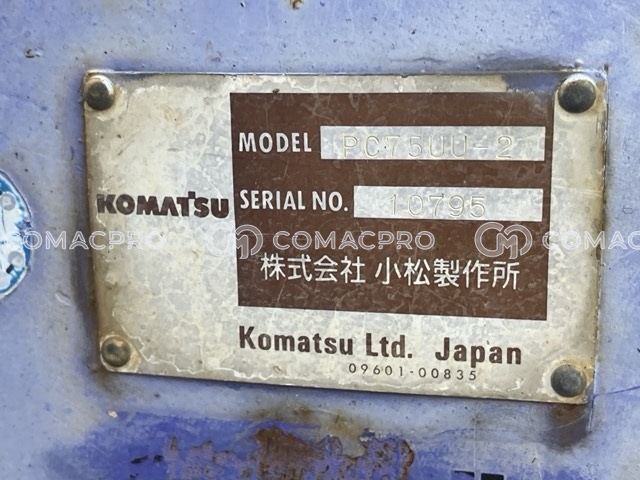 MODEL PC75UU-2
KOMATSU
SERIAL NO. 10795
COMACPRO COMACPRO COMACPRO
株式会社 小松製作所
Komatsu Ltd. Japan
09601-00835